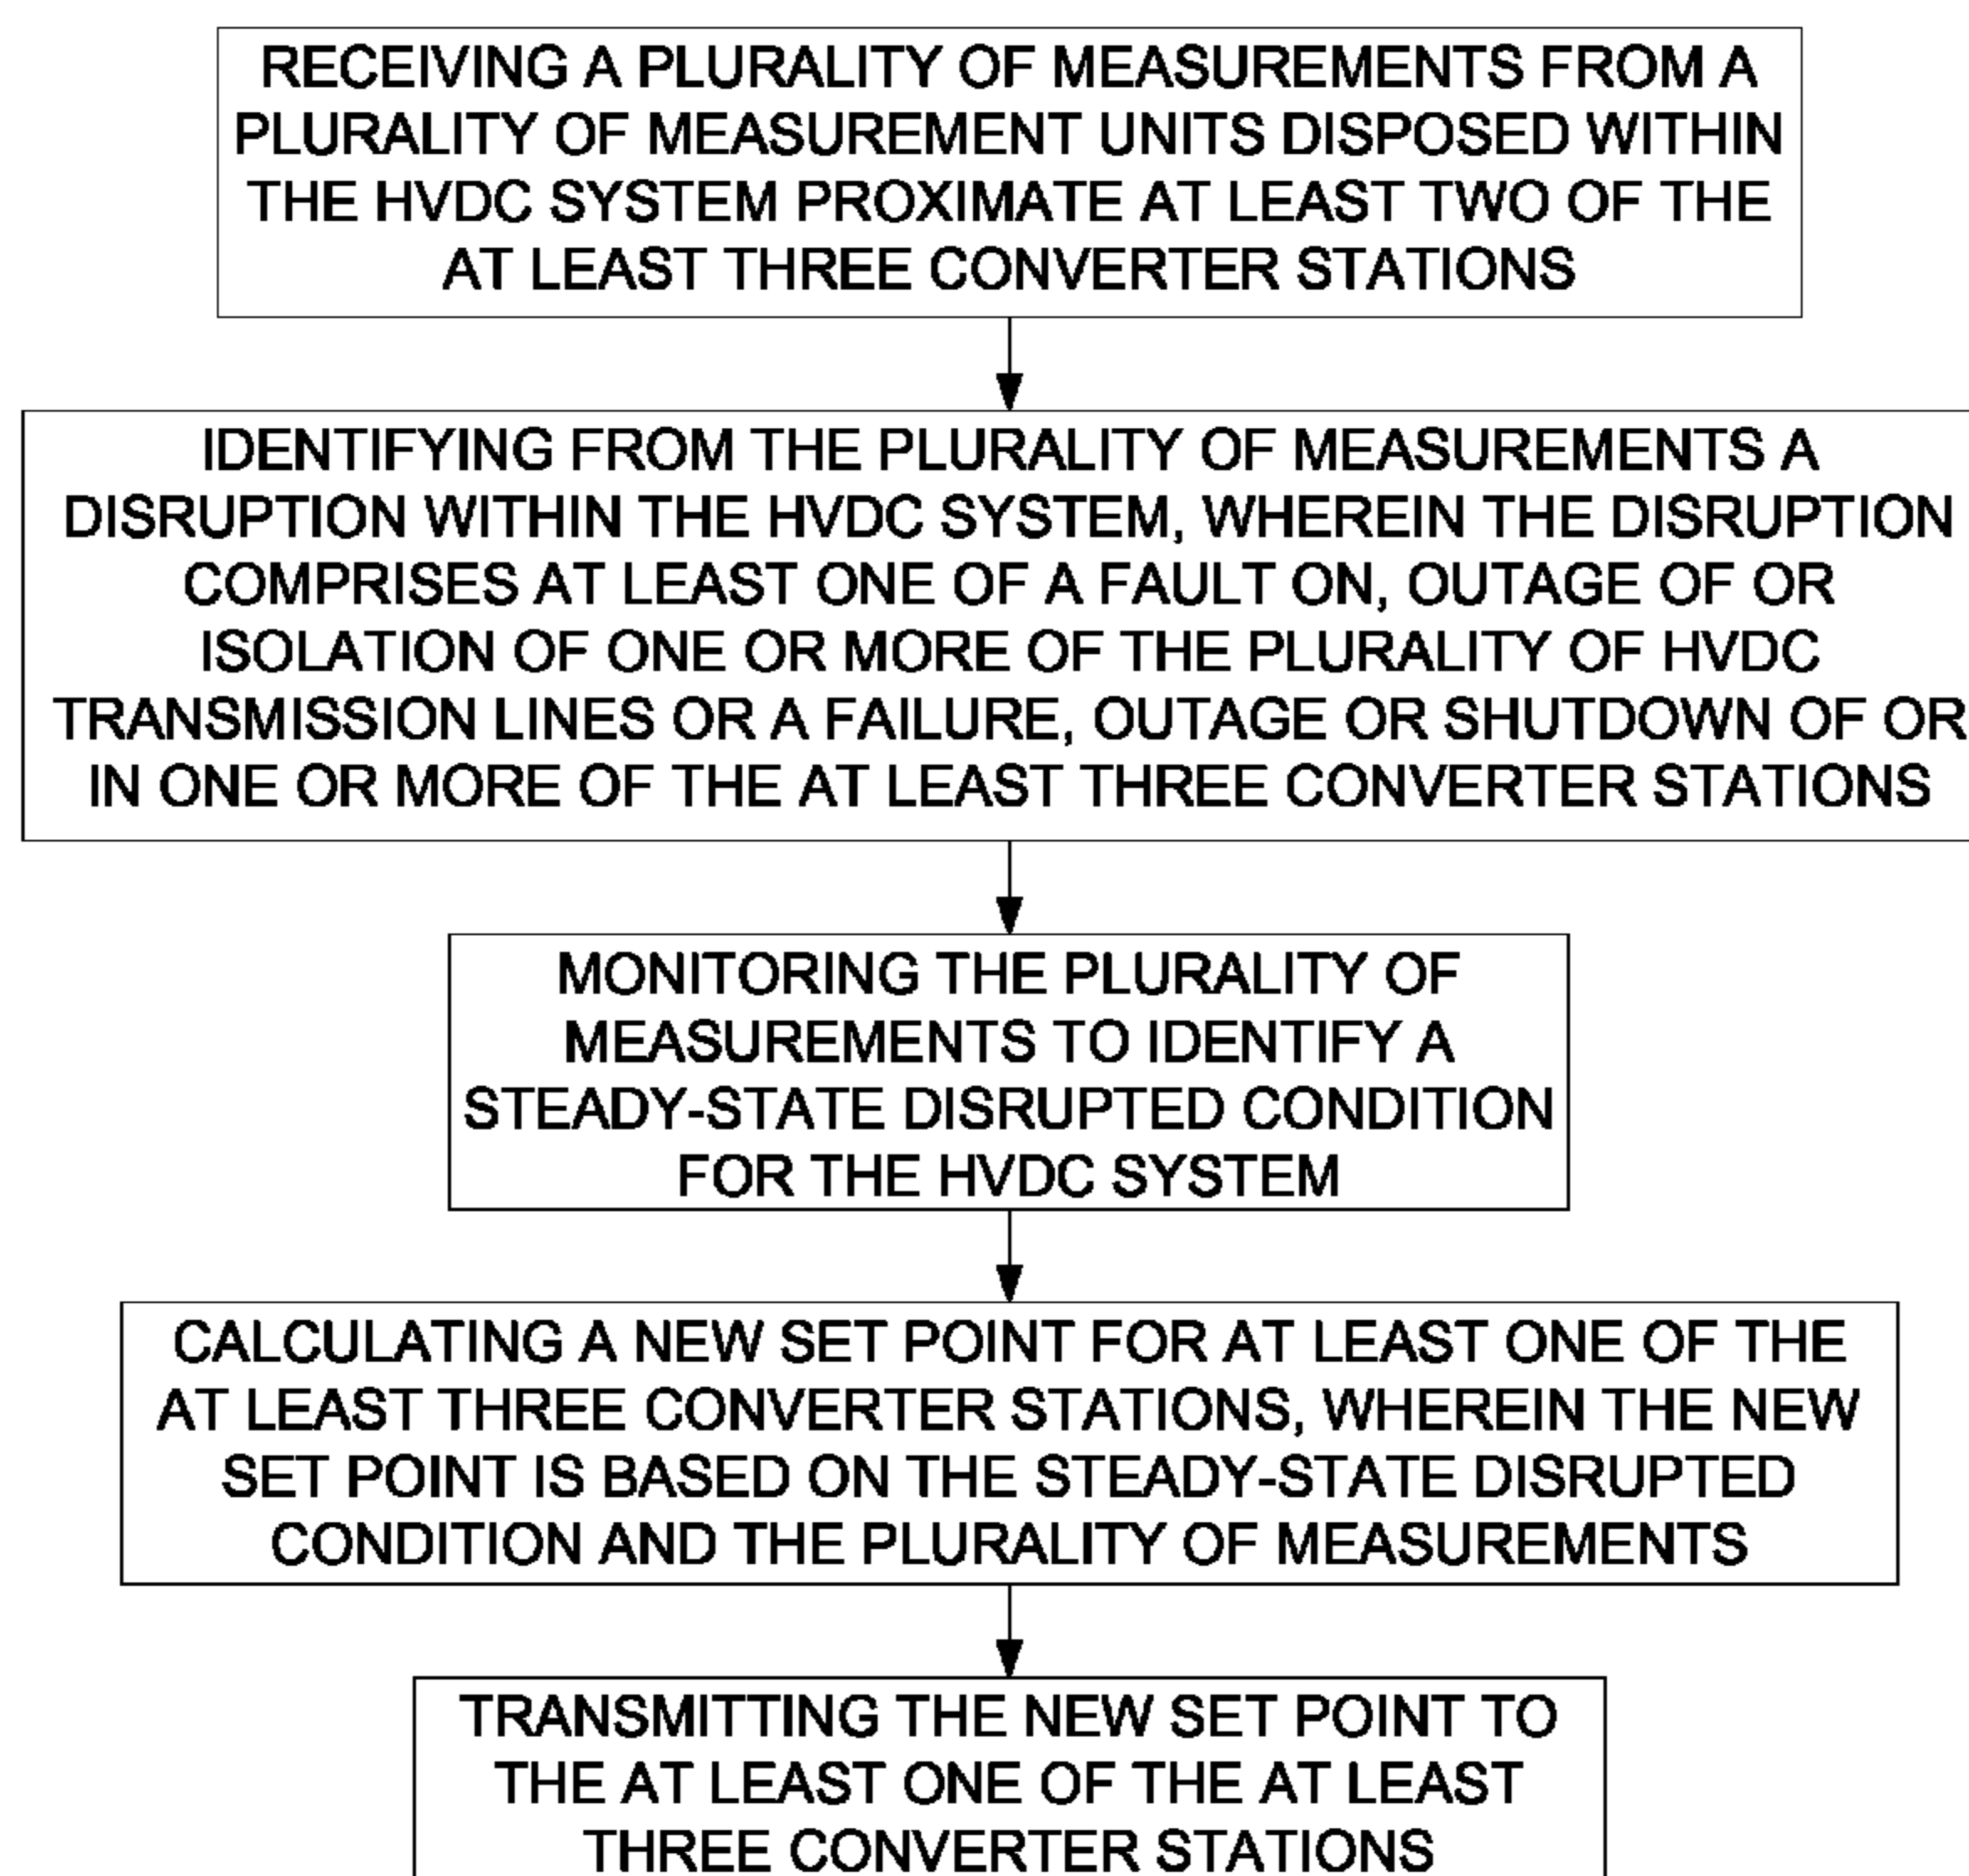 RECEIVING A PLURALITY OF MEASUREMENTS FROM A
PLURALITY OF MEASUREMENT UNITS DISPOSED WITHIN
THE HVDC SYSTEM PROXIMATE AT LEAST TWO OF THE
AT LEAST THREE CONVERTER STATIONS
IDENTIFYING FROM THE PLURALITY OF MEASUREMENTS A
DISRUPTION WITHIN THE HVDC SYSTEM, WHEREIN THE DISRUPTION
COMPRISES AT LEAST ONE OF A FAULT ON, OUTAGE OF OR
ISOLATION OF ONE OR MORE OF THE PLURALITY OF HVDC
TRANSMISSION LINES OR A FAILURE, OUTAGE OR SHUTDOWN OF OR
IN ONE OR MORE OF THE AT LEAST THREE CONVERTER STATIONS
MONITORING THE PLURALITY OF
MEASUREMENTS TO IDENTIFY A
STEADY-STATE DISRUPTED CONDITION
FOR THE HVDC SYSTEM
CALCULATING A NEW SET POINT FOR AT LEAST ONE OF THE
AT LEAST THREE CONVERTER STATIONS, WHEREIN THE NEW
SET POINT IS BASED ON THE STEADY-STATE DISRUPTED
CONDITION AND THE PLURALITY OF MEASUREMENTS
TRANSMITTING THE NEW SET POINT TO
THE AT LEAST ONE OF THE AT LEAST
THREE CONVERTER STATIONS